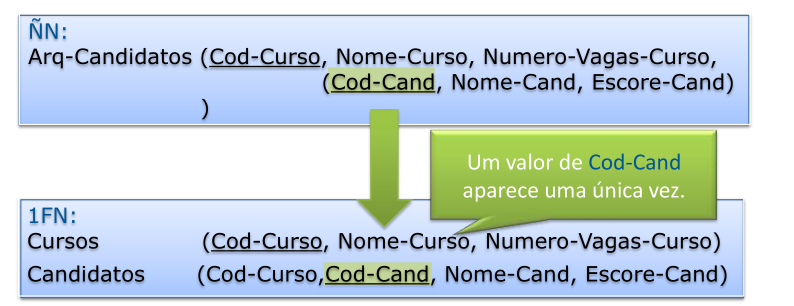 ÑN:
Arq-Candidatos (Cod-Curso, Nome-Curso, Numero-Vagas-Curso,
(Cod-Cand, Nome-Cand, Escore-Cand)
)
Um valor de Cod-Cand
aparece uma única vez.
1FN:
Cursos (Cod-Curso, Nome-Curso, Numero-Vagas-Curso)
Candidatos (Cod-Curso,Cod-Cand, Nome-Cand, Escore-Cand)